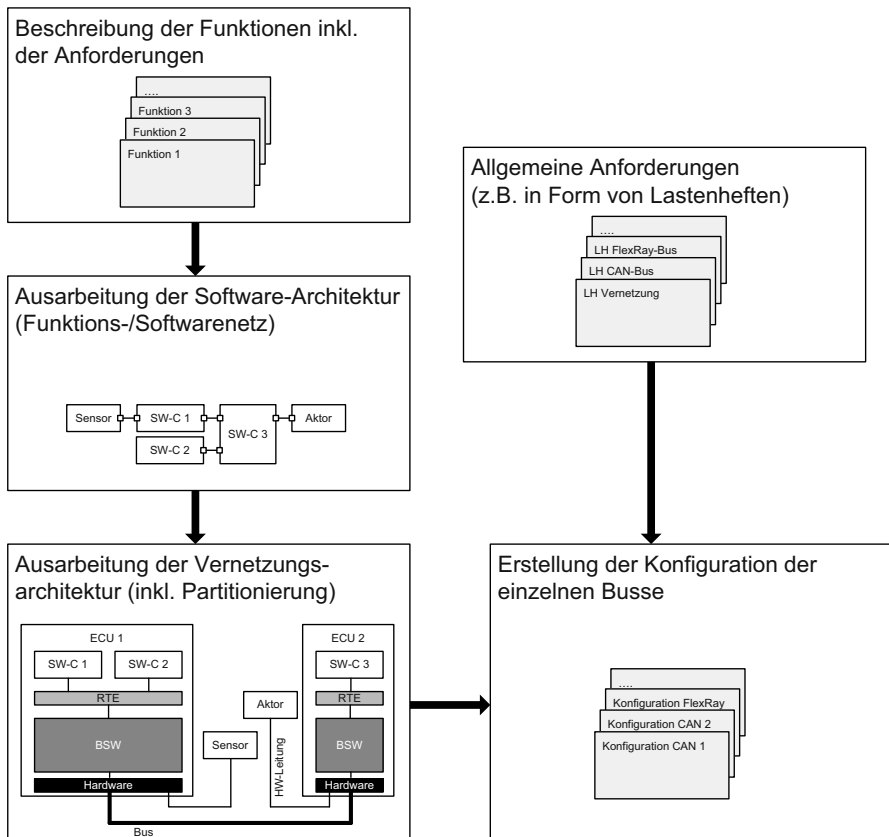 Beschreibung der Funktionen inkl.
der Anforderungen
....
Funktion 3
Funktion 2
Funktion 1
Allgemeine Anforderungen
(z.B. in Form von Lastenheften)
....
LH FlexRay-Bus
LH CAN-Bus
LH Vernetzung
Ausarbeitung der Software-Architektur
(Funktions-/Softwarenetz)
Sensor
SW-C 1
SW-C 2
SW-C 3
Aktor
Ausarbeitung der Vernetzungs-
architektur (inkl. Partitionierung)
ECU 1
SW-C 1
SW-C 2
RTE
BSW
Hardware
Sensor
Aktor
HW-Leitung
ECU 2
SW-C 3
RTE
BSW
Hardware
Bus
Erstellung der Konfiguration der
einzelnen Busse
....
Konfiguration FlexRay
Konfiguration CAN 2
Konfiguration CAN 1